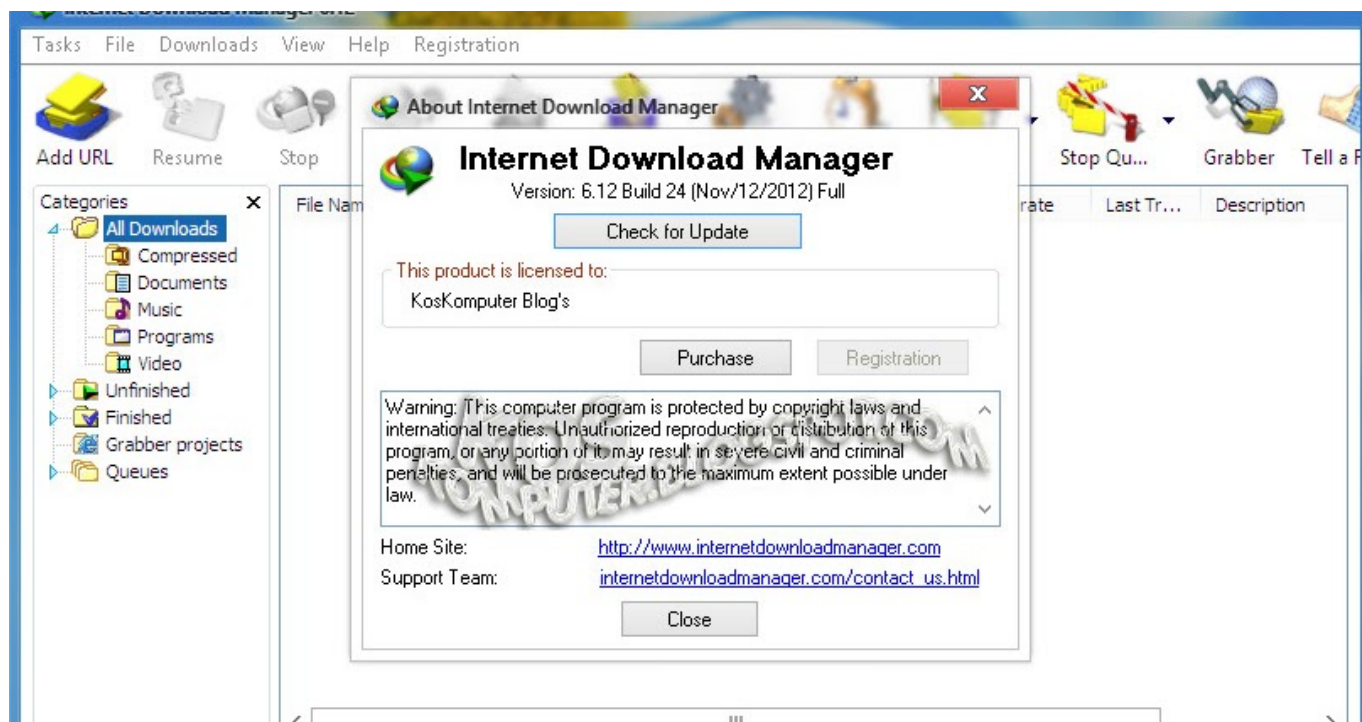 Tasks File Downloads View Help Registration
Add URL Resume Stop Stop Qu... Grabber Tell a F
About Internet Download Manager
X
Internet Download Manager
Version: 6.12 Build 24 (Nov/12/2012) Full
Check for Update
This product is licensed to:
KosKomputer Blog's
Purchase Registration
Warning: This computer program is protected by copyright laws and
international treaties. Unauthorized reproduction or distribution of this
program, or any portion of it, may result in severe civil and criminal
penalties, and will be prosecuted to the maximum extent possible under
law.
KOS
KOMPUTER.BLOGSPOT.COM
Home Site: http://www.internetdownloadmanager.com
Support Team: internetdownloadmanager.com/contact_us.html
Close
Categories X
All Downloads
Compressed
Documents
Music
Programs
Video
Unfinished
Finished
Grabber projects
Queues
File Nam rate Last Tr... Description